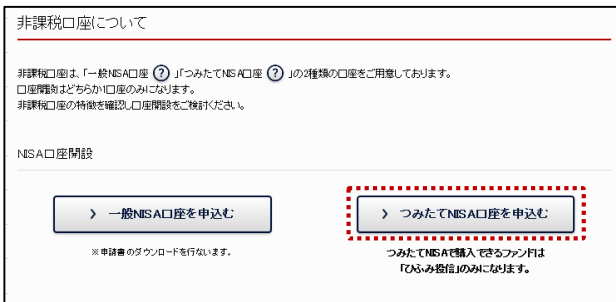 非課税口座について
非課税口座は、「一般NISA口座 ? 」「つみたてNISA口座 ? 」の2種類の口座をご用意しております。
口座開設はどちらか1口座のみになります。
非課税口座の特徴を確認し口座開設をご検討ください。
NISA口座開設
> 一般NISA口座を申込む
> つみたてNISA口座を申込む
※申請書のダウンロードを行ないます。
つみたてNISAで購入できるファンドは
「ひふみ投信」のみになります。